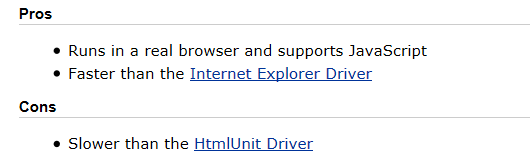 Pros
• Runs in a real browser and supports JavaScript
• Faster than the Internet Explorer Driver
Cons
• Slower than the HtmlUnit Driver